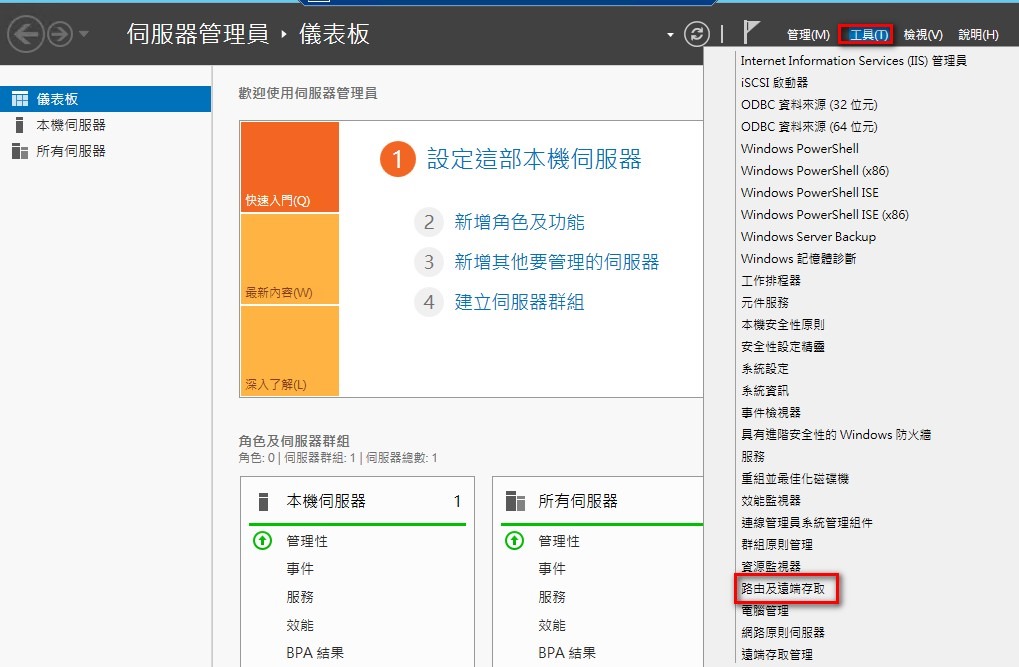 伺服器管理員 ‣ 儀表板
管理(M) 工具(T) 檢視(V) 說明(H)
儀表板
本機伺服器
所有伺服器
歡迎使用伺服器管理員
快速入門(Q)
最新內容(W)
深入了解(L)
1 設定這部本機伺服器
2 新增角色及功能
3 新增其他要管理的伺服器
4 建立伺服器群組
角色及伺服器群組
角色: 0 | 伺服器群組: 1 | 伺服器總數: 1
本機伺服器 1
管理性
事件
服務
效能
BPA 結果
所有伺服器
管理性
事件
服務
效能
BPA 結果
Internet Information Services (IIS) 管理員
iSCSI 啟動器
ODBC 資料來源 (32 位元)
ODBC 資料來源 (64 位元)
Windows PowerShell
Windows PowerShell (x86)
Windows PowerShell ISE
Windows PowerShell ISE (x86)
Windows Server Backup
Windows 記憶體診斷
工作排程器
元件服務
本機安全性原則
安全性設定精靈
系統設定
系統資訊
事件檢視器
具有進階安全性的 Windows 防火牆
服務
重組並最佳化磁碟機
效能監視器
連線管理員系統管理組件
群組原則管理
資源監視器
路由及遠端存取
電腦管理
網路原則伺服器
遠端存取管理